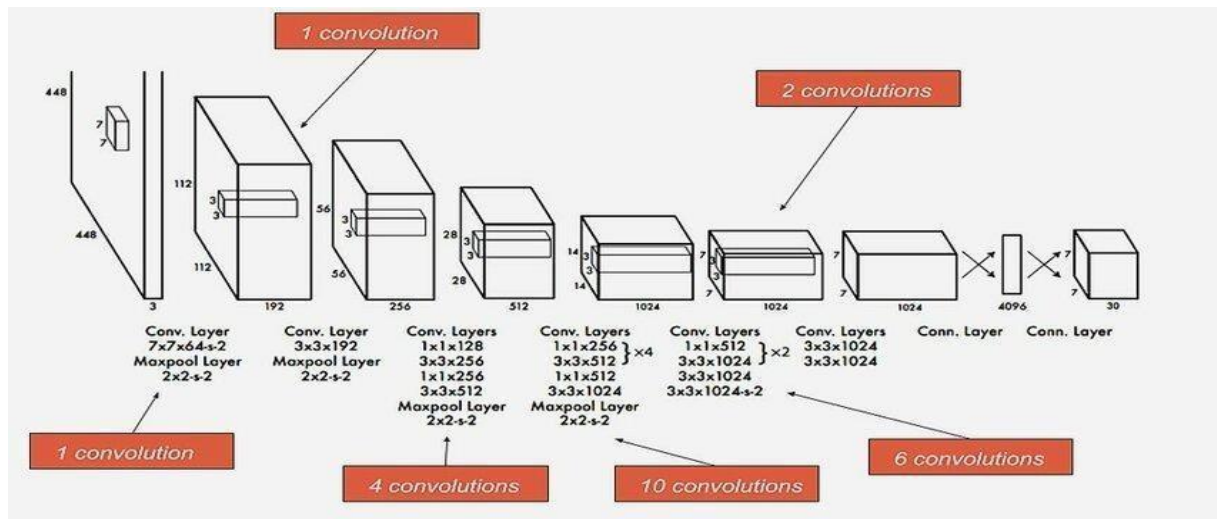 1 convolution
2 convolutions
448
7
7
448
3
112
3
3
112
192
56
3
3
56
256
28
3
3
28
512
14
3
3
14
1024
7
3
3
7
1024
7
7
1024
4096
7
7
30
Conv. Layer
7x7x64-s-2
Maxpool Layer
2x2-s-2
Conv. Layer
3x3x192
Maxpool Layer
2x2-s-2
Conv. Layers
1x1x128
3x3x256
1x1x256
3x3x512
Maxpool Layer
2x2-s-2
Conv. Layers
1x1x256
3x3x512 } ×4
1x1x512
3x3x1024
Maxpool Layer
2x2-s-2
Conv. Layers
1x1x512
3x3x1024 } ×2
3x3x1024
3x3x1024-s-2
Conv. Layers
3x3x1024
3x3x1024
Conn. Layer
Conn. Layer
1 convolution
4 convolutions
10 convolutions
6 convolutions